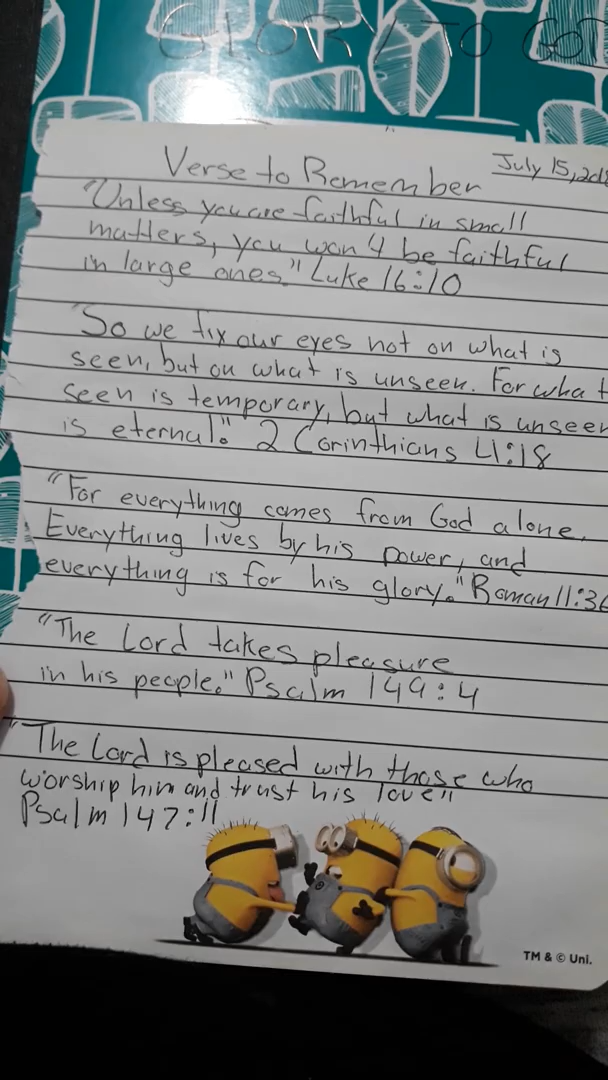 GLORY TO GOD
Verse to Remember
July 15, 20
"Unless you are faithful in small
matters, you won4 be faithful
in large ones." Luke 16:10
"So we fix our eyes not on what is
seen, but on what is unseen. For what
seen is temporary, but what is unseen
is eternal." 2 Corinthians 4:18
"For everything comes from God alone.
Everything lives by his power, and
everything is for his glory." Roman 11:36
"The Lord takes pleasure
in his people." Psalm 149:4
"The Lord is pleased with those who
worship him and trust his love"
Psalm 147:11
TM & © Uni.